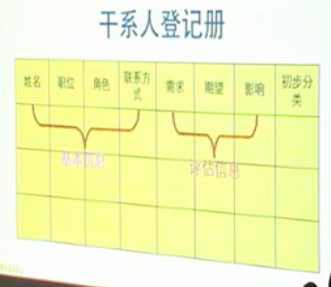 干系人登记册
姓名 职位 角色 联系方式 需求 期望 影响 初步分类
基本信息 评估信息